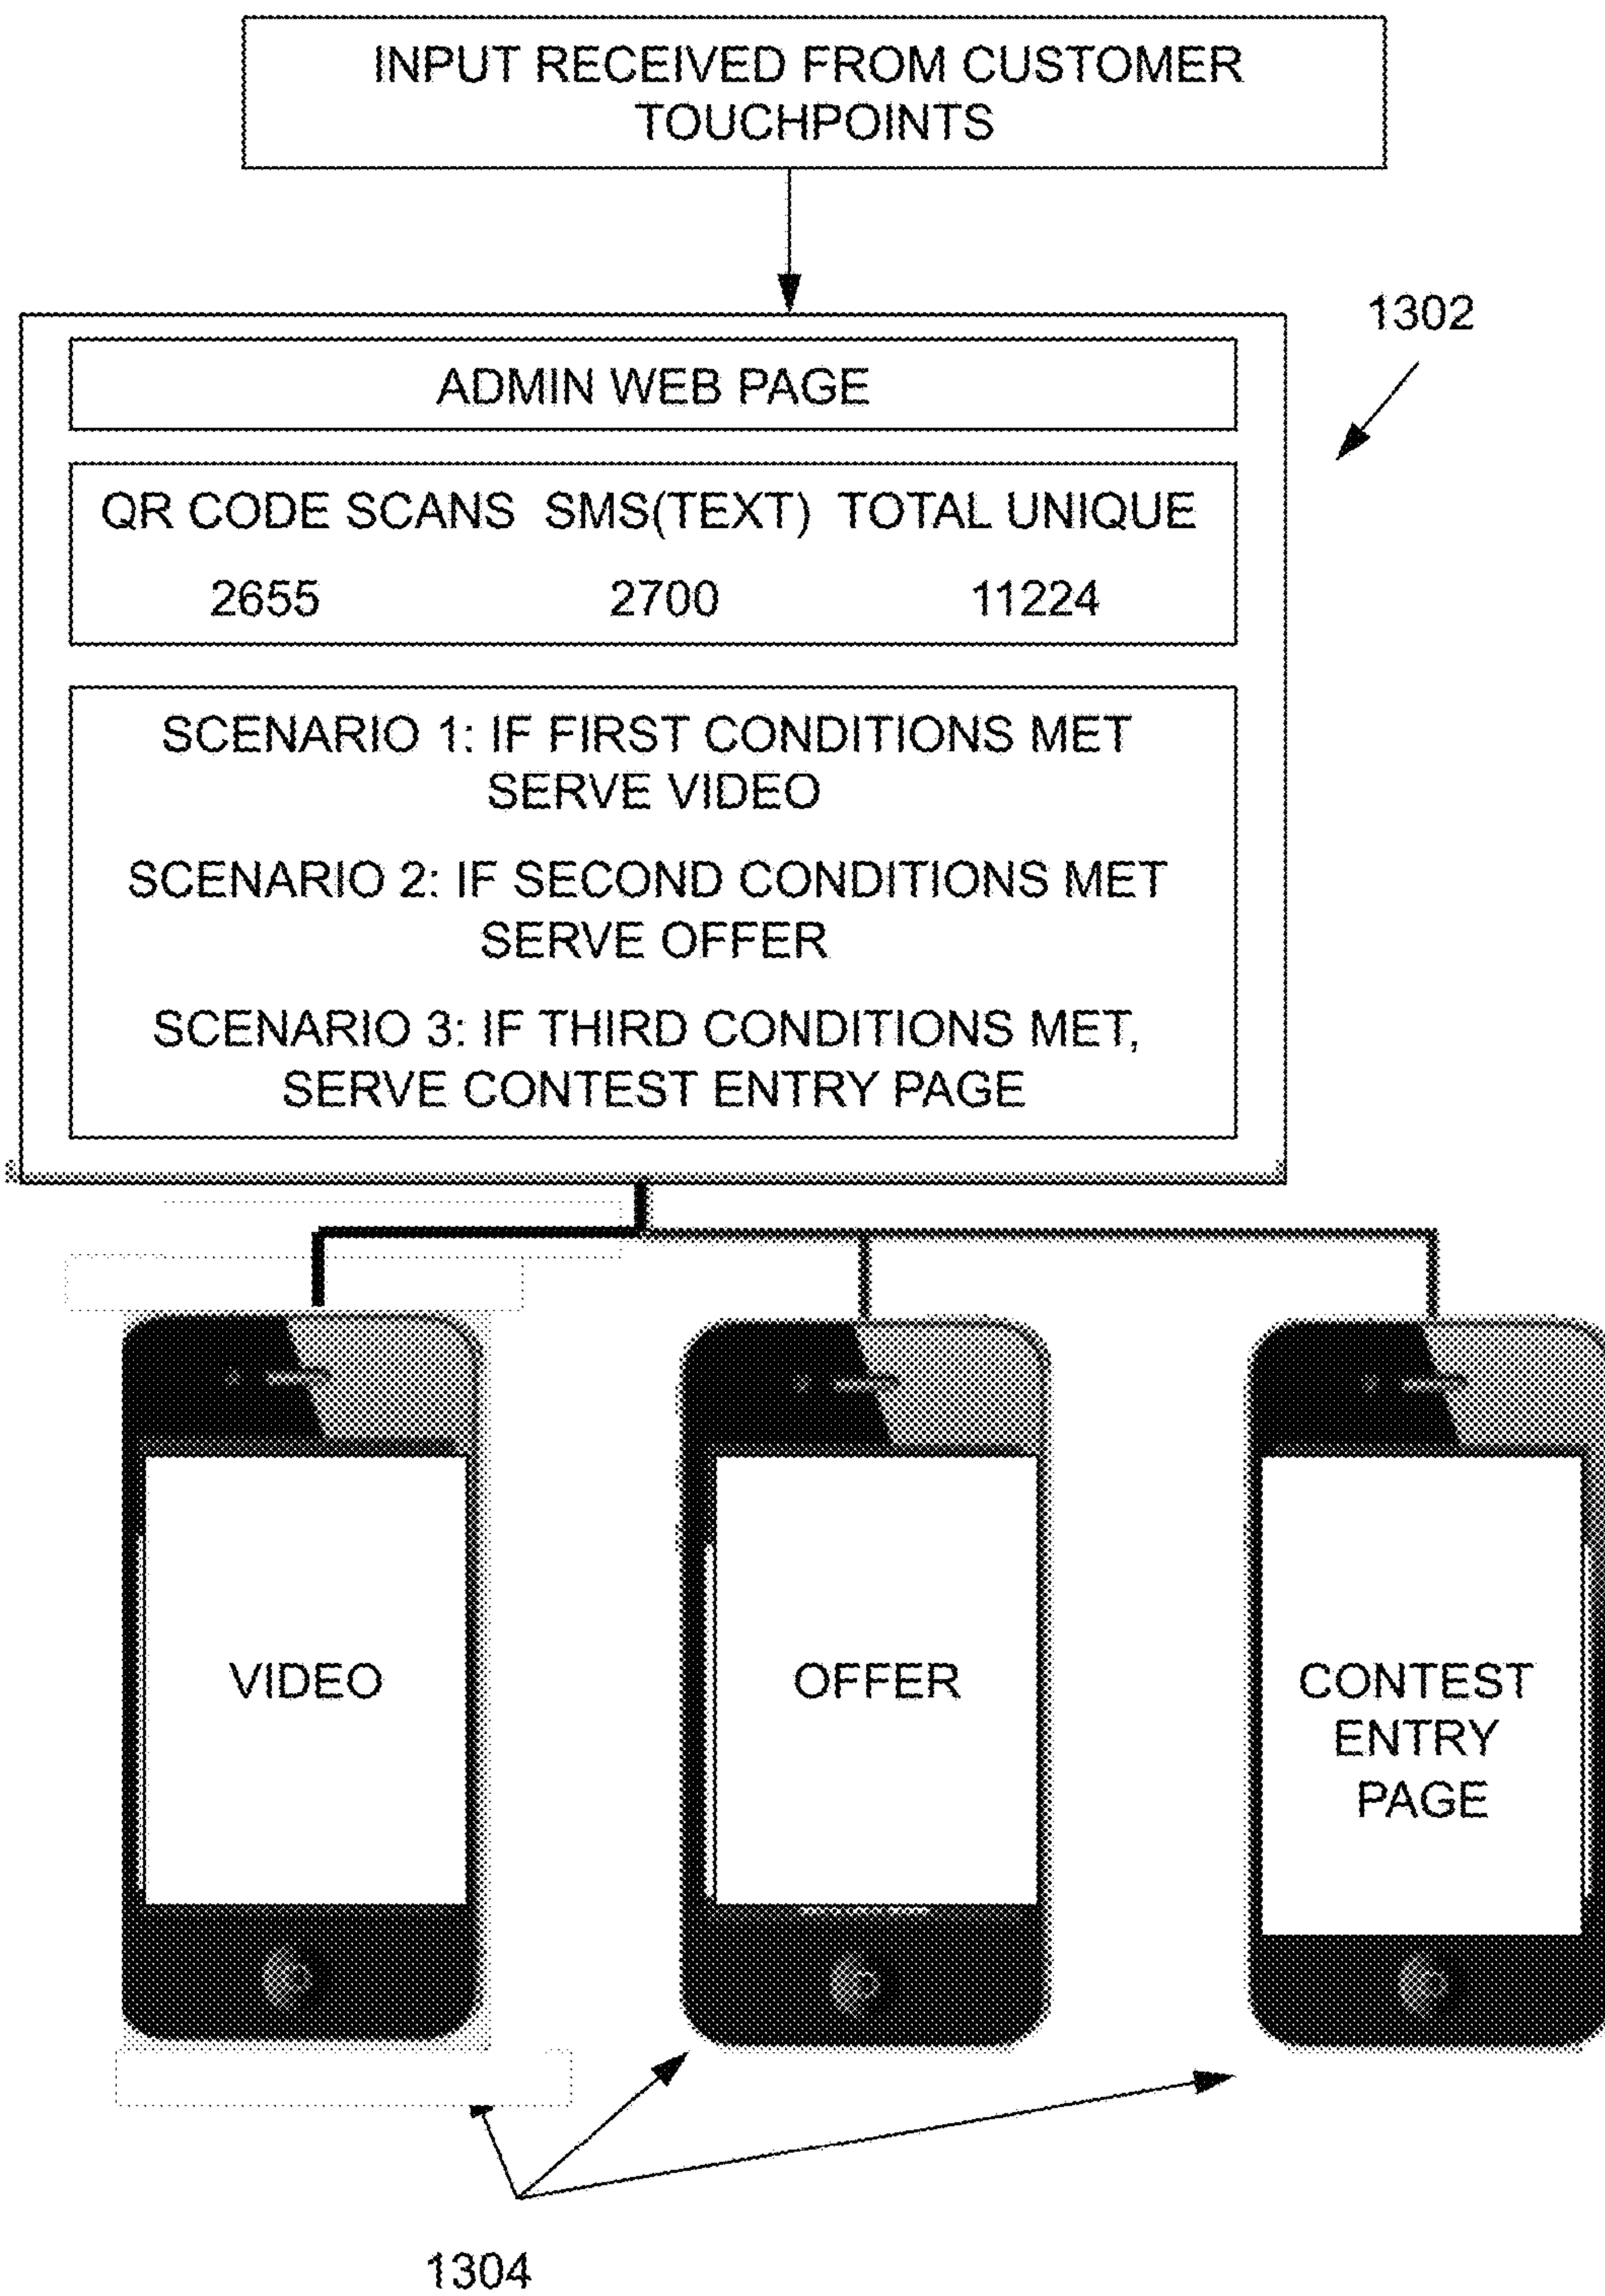 INPUT RECEIVED FROM CUSTOMER
TOUCHPOINTS
1302
ADMIN WEB PAGE
QR CODE SCANS SMS(TEXT) TOTAL UNIQUE
2655 2700 11224
SCENARIO 1: IF FIRST CONDITIONS MET
SERVE VIDEO
SCENARIO 2: IF SECOND CONDITIONS MET
SERVE OFFER
SCENARIO 3: IF THIRD CONDITIONS MET,
SERVE CONTEST ENTRY PAGE
VIDEO
OFFER
CONTEST
ENTRY
PAGE
1304